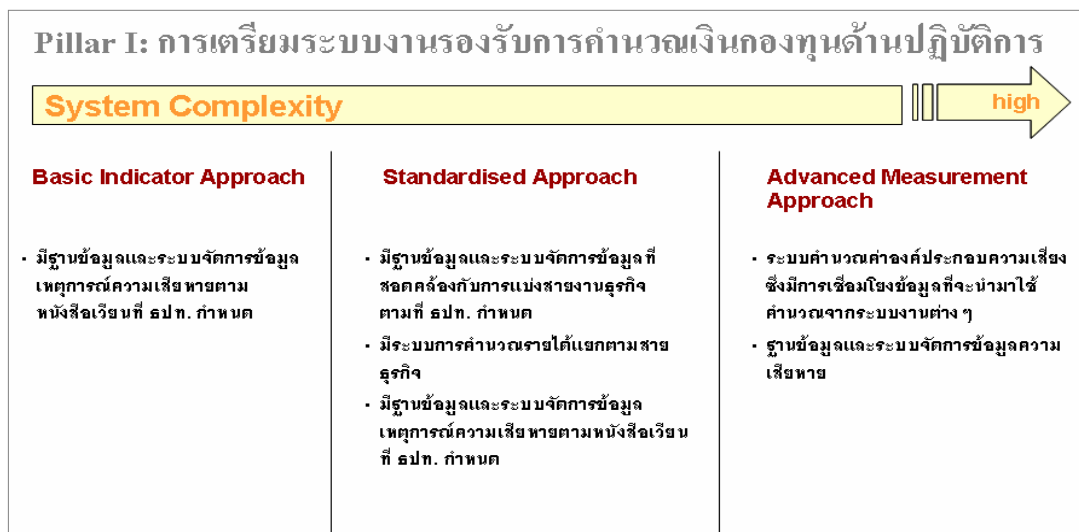 Pillar I: การเตรียมระบบงานรองรับการคำนวณเงินกองทุนด้านปฏิบัติการ
System Complexity
high
Basic Indicator Approach
· มีฐานข้อมูลและระบบจัดการข้อมูล
เหตุการณ์ความเสียหายตาม
หนังสือเวียนที่ ธปท. กำหนด
Standardised Approach
· มีฐานข้อมูลและระบบจัดการข้อมูลที่
สอดคล้องกับการแบ่งสายงานธุรกิจ
ตามที่ ธปท. กำหนด
· มีระบบการคำนวณรายได้แยกตามสาย
ธุรกิจ
· มีฐานข้อมูลและระบบจัดการข้อมูล
เหตุการณ์ความเสียหายตามหนังสือเวียน
ที่ ธปท. กำหนด
Advanced Measurement
Approach
· ระบบคำนวณค่าองค์ประกอบความเสี่ยง
ซึ่งมีการเชื่อมโยงข้อมูลที่จะนำมาใช้
คำนวณจากระบบงานต่าง ๆ
· ฐานข้อมูลและระบบจัดการข้อมูลความ
เสียหาย